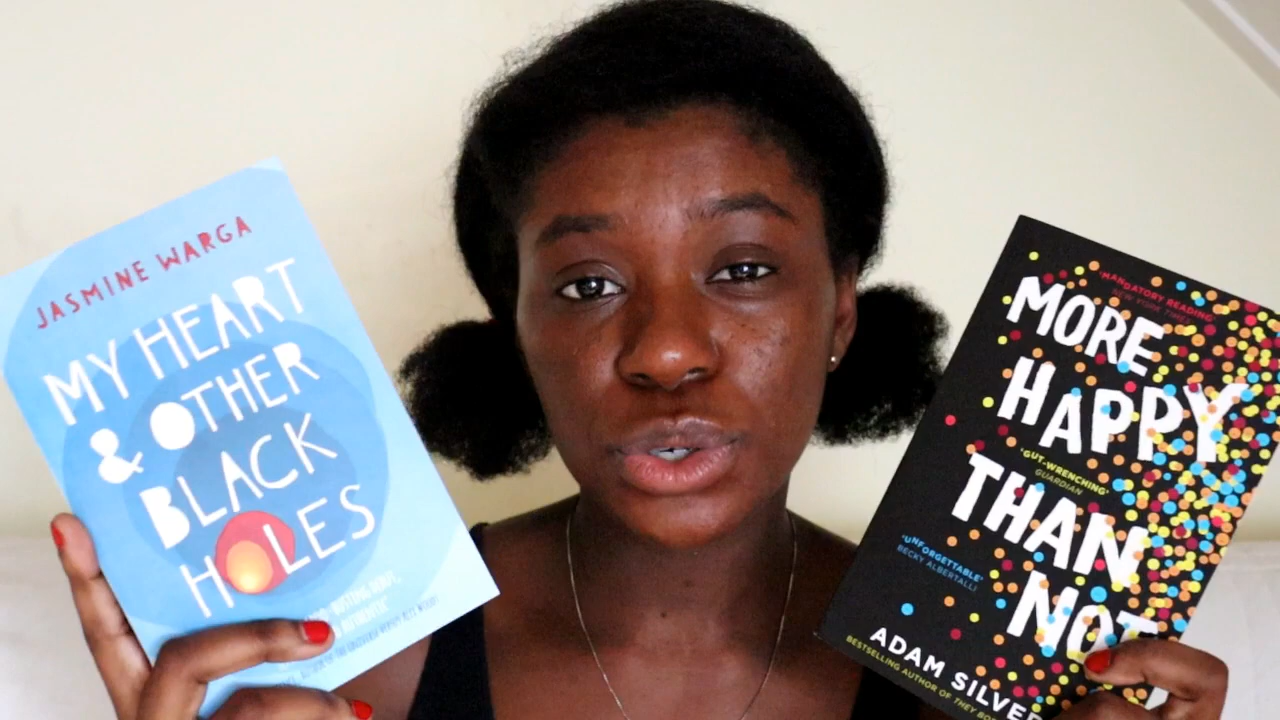 JASMINE WARGA
MY HEART
& OTHER
BLACK
HOLES
'MANDATORY READING'
NEW YORK TIMES
MORE
HAPPY
THAN
NOT
'GUT-WRENCHING'
GUARDIAN
'UNFORGETTABLE'
BECKY ALBERTALLI
ADAM SILVE
BESTSELLING AUTHOR OF THEY BO